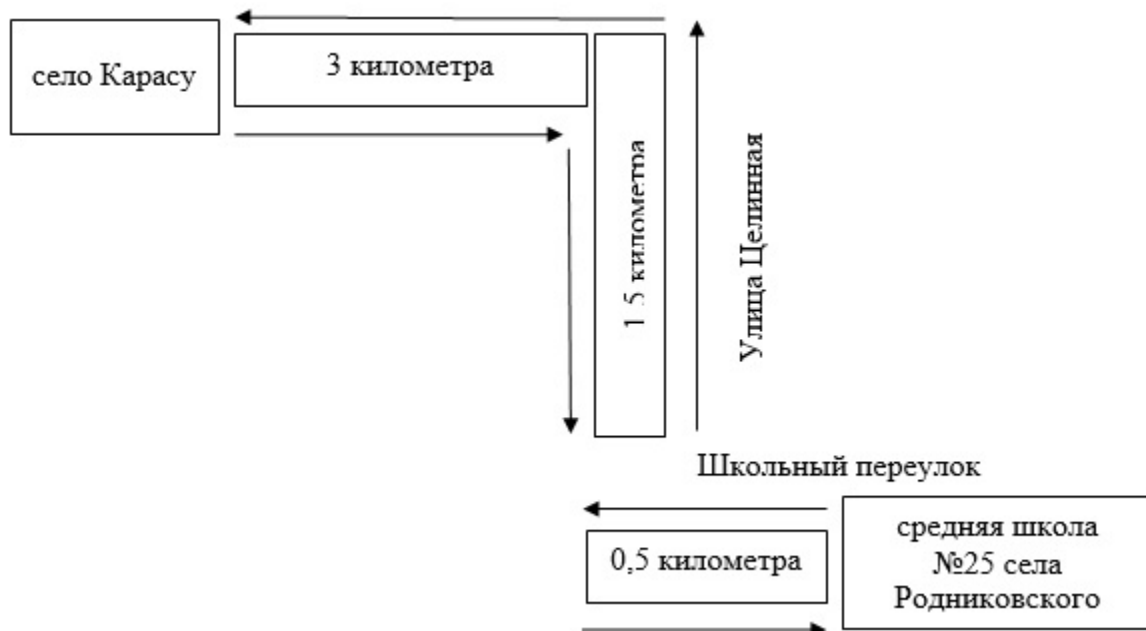 село Карасу
3 километра
1 5 километра
Улица Целинная
Школьный переулок
0,5 километра
средняя школа
№25 села
Родниковского